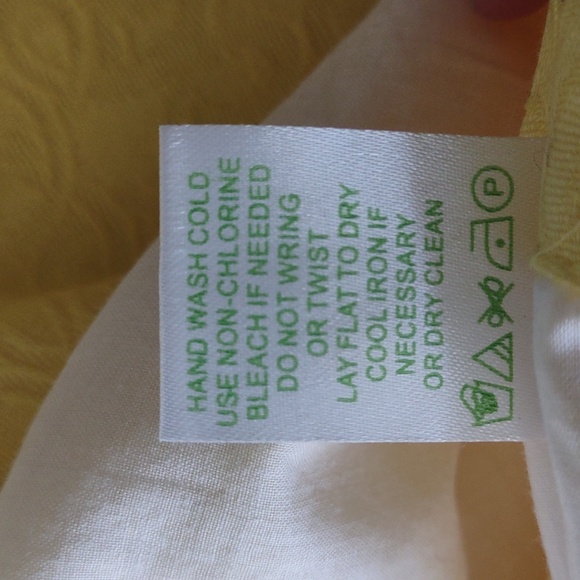 HAND WASH COLD
USE NON-CHLORINE
BLEACH IF NEEDED
DO NOT WRING
OR TWIST
LAY FLAT TO DRY
COOL IRON IF
NECESSARY
OR DRY CLEAN
P